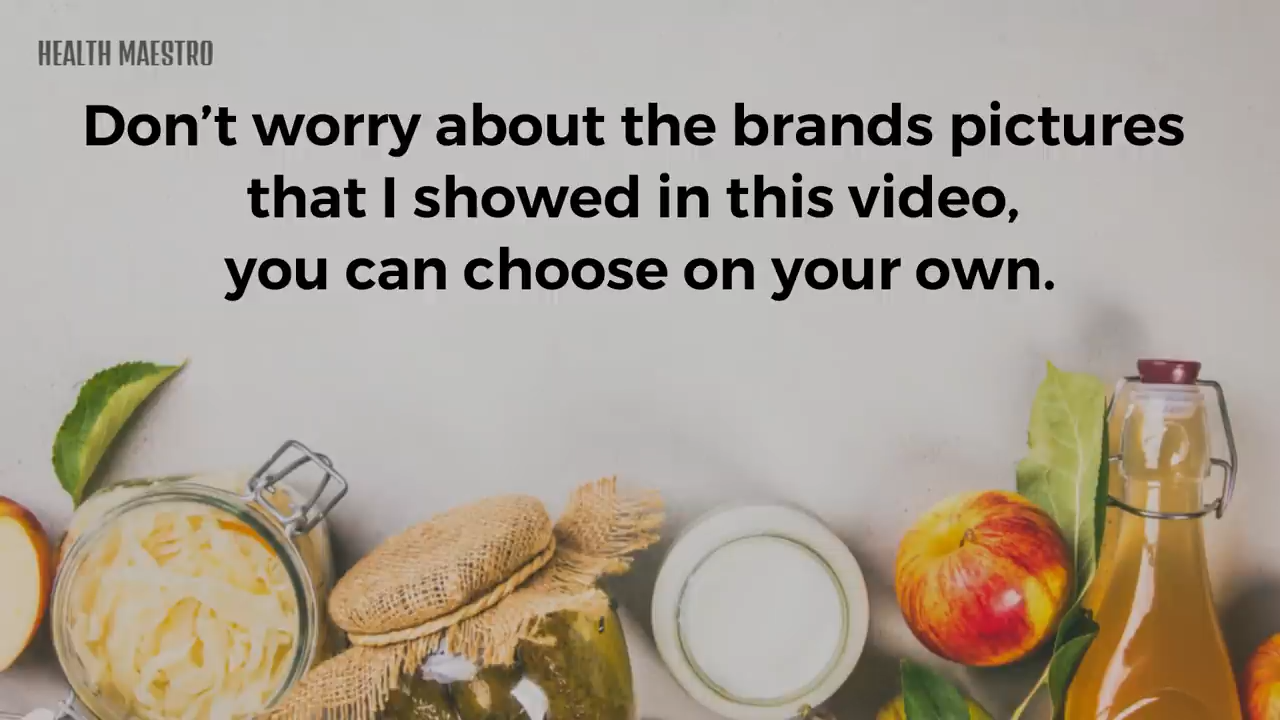 HEALTH MAESTRO
Don’t worry about the brands pictures
that I showed in this video,
you can choose on your own.